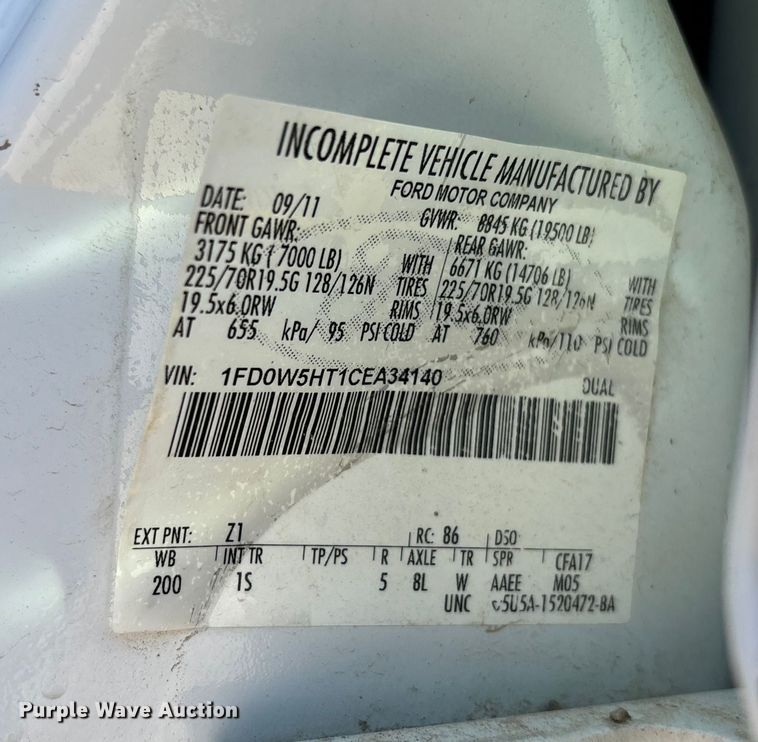 INCOMPLETE VEHICLE MANUFACTURED BY
FORD MOTOR COMPANY
DATE: 09/11 GVWR: 8845 KG (19500 LB)
FRONT GAWR: REAR GAWR:
3175 KG ( 7000 LB) WITH 6671 KG (14706 LB) WITH
225/70R19.5G 128/126N TIRES 225/70R19.5G 128/126N TIRES
19.5x6.0RW RIMS 19.5x6.0RW RIMS
AT 655 kPa/ 95 PSI COLD AT 760 kPa/110 PSI COLD
VIN: 1FD0W5HT1CEA34140 DUAL
EXT PNT: Z1 RC: 86 DSO
WB INT TR TP/PS R AXLE TR SPR CFA17
200 1S 5 8L W AAEE M05
UNC 5U5A-1520472-BA
Purple Wave Auction